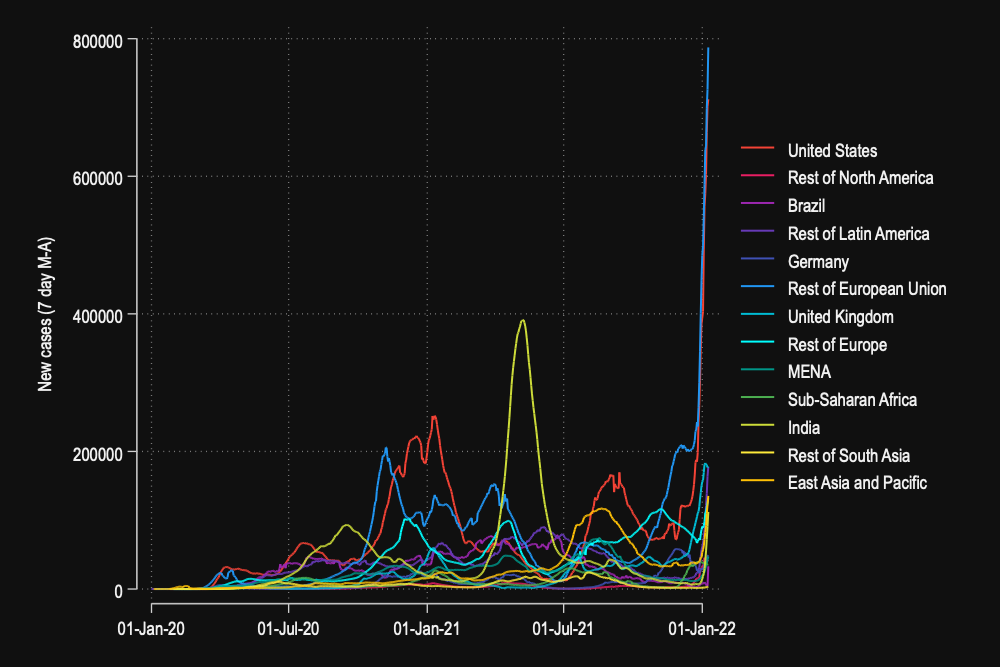 800000
600000
400000
200000
0
New cases (7 day M-A)
01-Jan-20
01-Jul-20
01-Jan-21
01-Jul-21
01-Jan-22
United States
Rest of North America
Brazil
Rest of Latin America
Germany
Rest of European Union
United Kingdom
Rest of Europe
MENA
Sub-Saharan Africa
India
Rest of South Asia
East Asia and Pacific